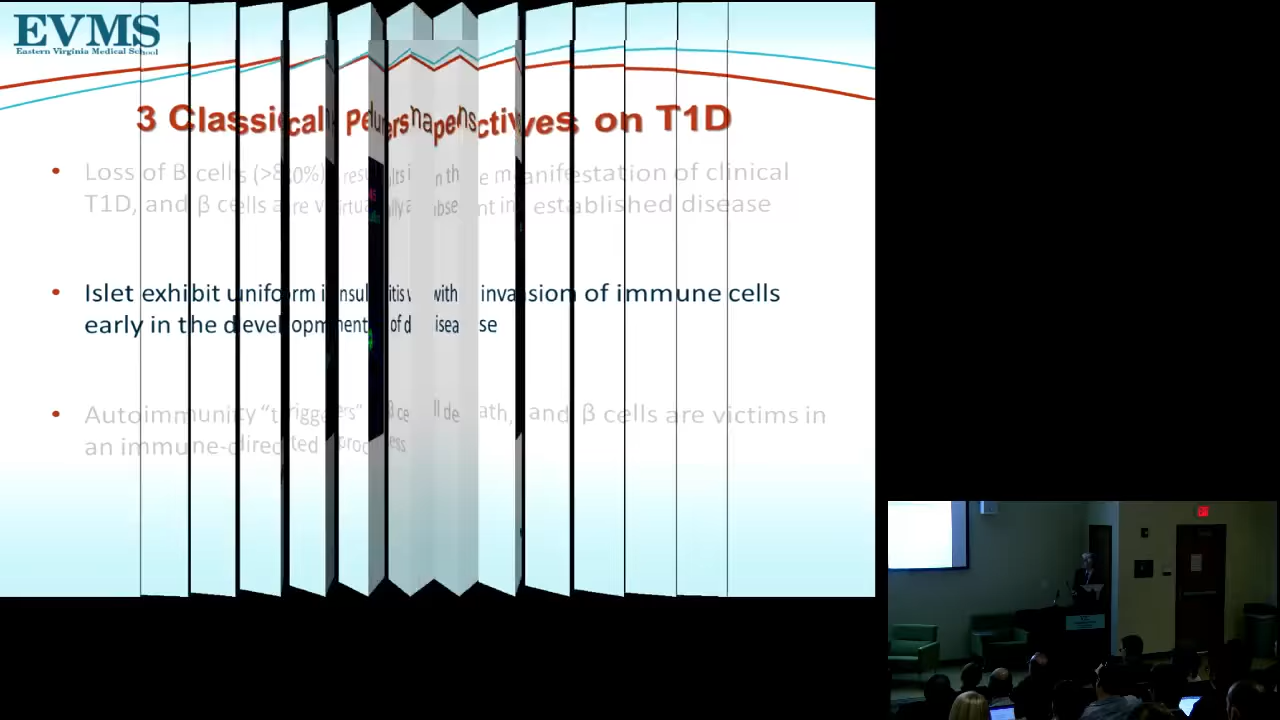 EVMS
Eastern Virginia Medical School
3 Classical Perspectives on T1D
• Loss of B cells (>80%) results in the manifestation of clinical
T1D, and β cells are virtually absent in established disease
• Islet exhibit uniform insulitis with invasion of immune cells
early in the development of disease
• Autoimmunity “triggers” β cell death, and β cells are victims in
an immune-directed process